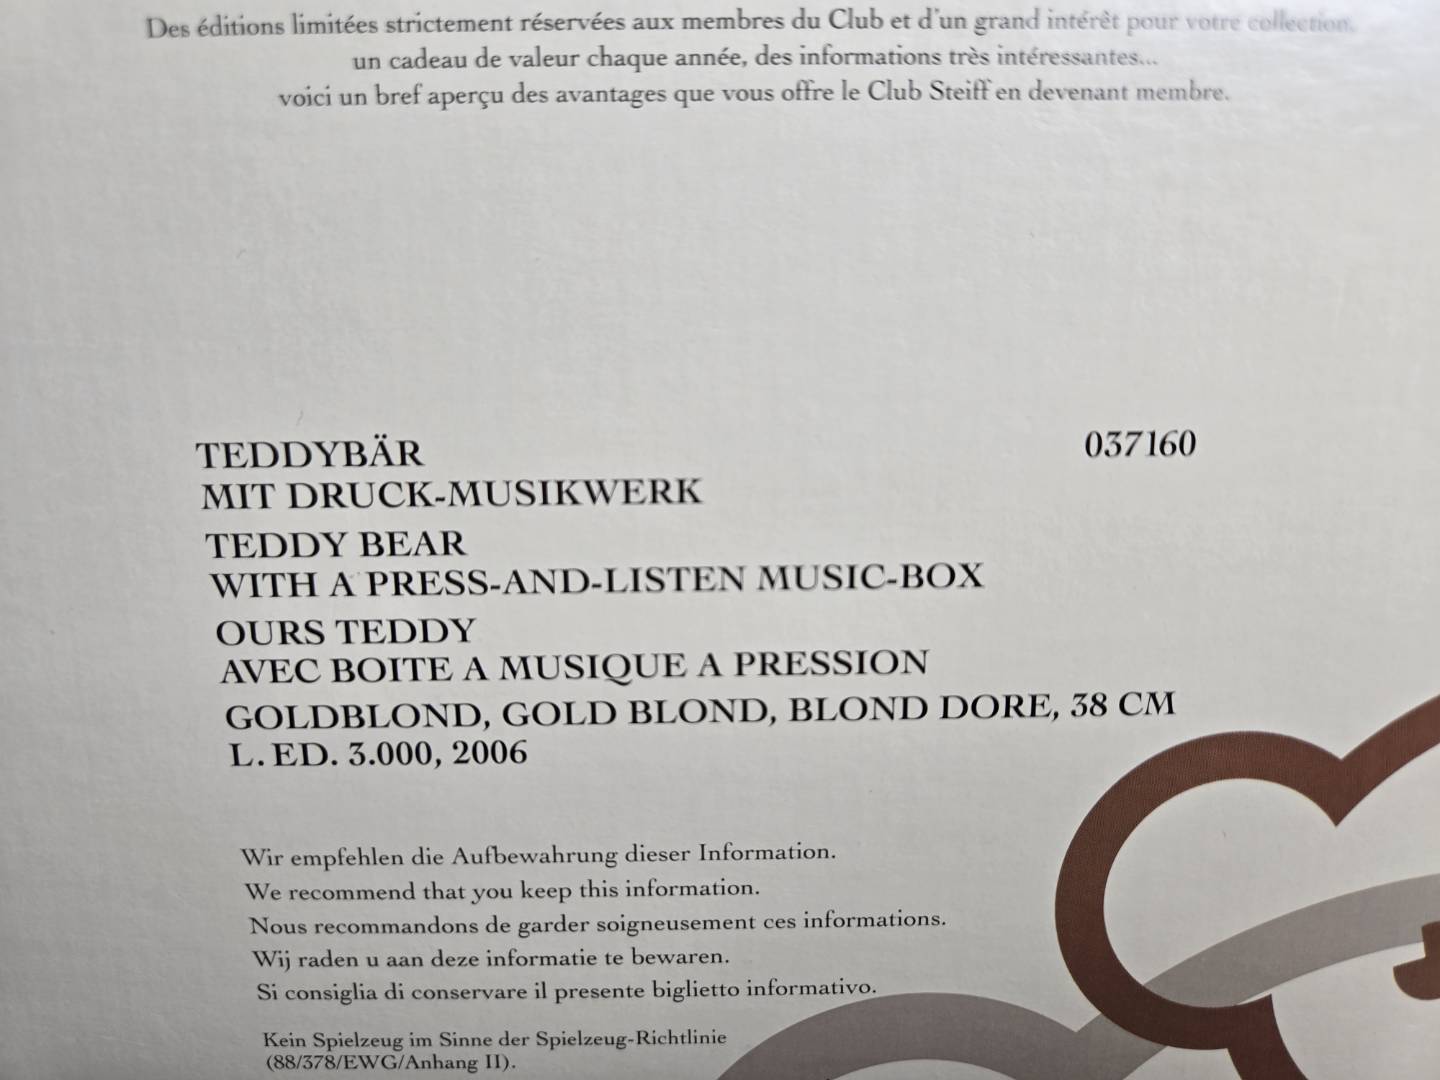 Des éditions limitées strictement réservées aux membres du Club et d'un grand intérêt pour votre collection,
un cadeau de valeur chaque année, des informations très intéressantes...
voici un bref aperçu des avantages que vous offre le Club Steiff en devenant membre.
TEDDYBÄR 037160
MIT DRUCK-MUSIKWERK
TEDDY BEAR
WITH A PRESS-AND-LISTEN MUSIC-BOX
OURS TEDDY
AVEC BOITE A MUSIQUE A PRESSION
GOLDBLOND, GOLD BLOND, BLOND DORE, 38 CM
L. ED. 3.000, 2006
Wir empfehlen die Aufbewahrung dieser Information.
We recommend that you keep this information.
Nous recommandons de garder soigneusement ces informations.
Wij raden u aan deze informatie te bewaren.
Si consiglia di conservare il presente biglietto informativo.
Kein Spielzeug im Sinne der Spielzeug-Richtlinie
(88/378/EWG/Anhang II).